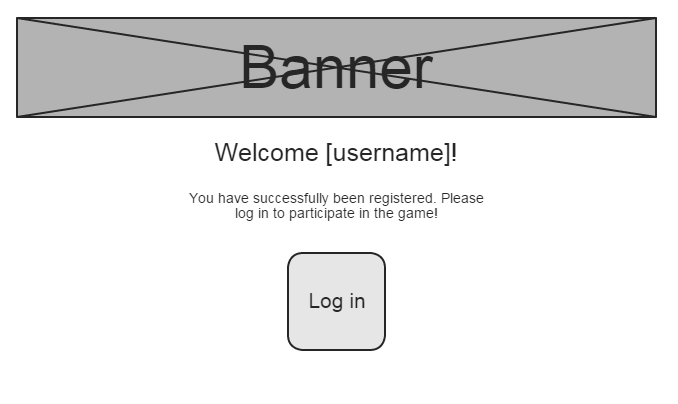 Banner
Welcome [username]!
You have successfully been registered. Please
log in to participate in the game!
Log in